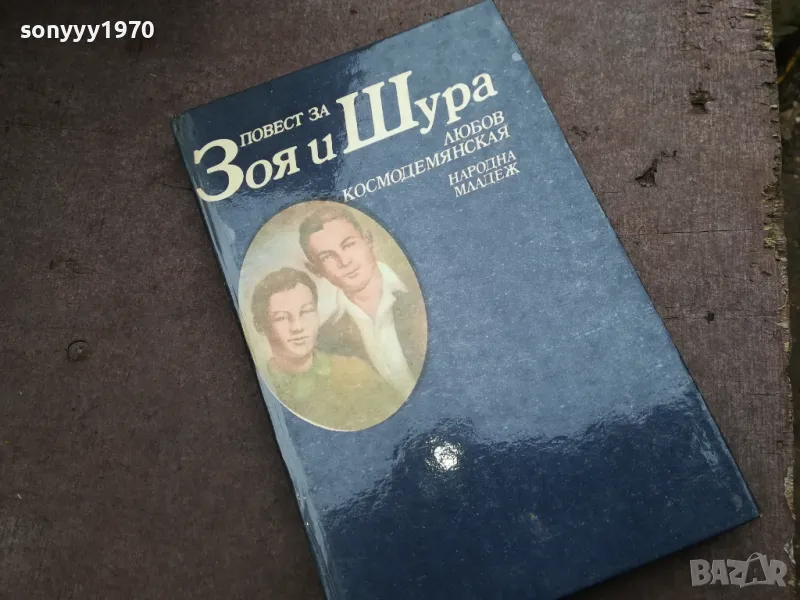 sonyyy1970
ПОВЕСТ ЗА
Зоя и Шура
ЛЮБОВ
КОСМОДЕМЯНСКАЯ
НАРОДНА
МЛАДЕЖ
BAZAR